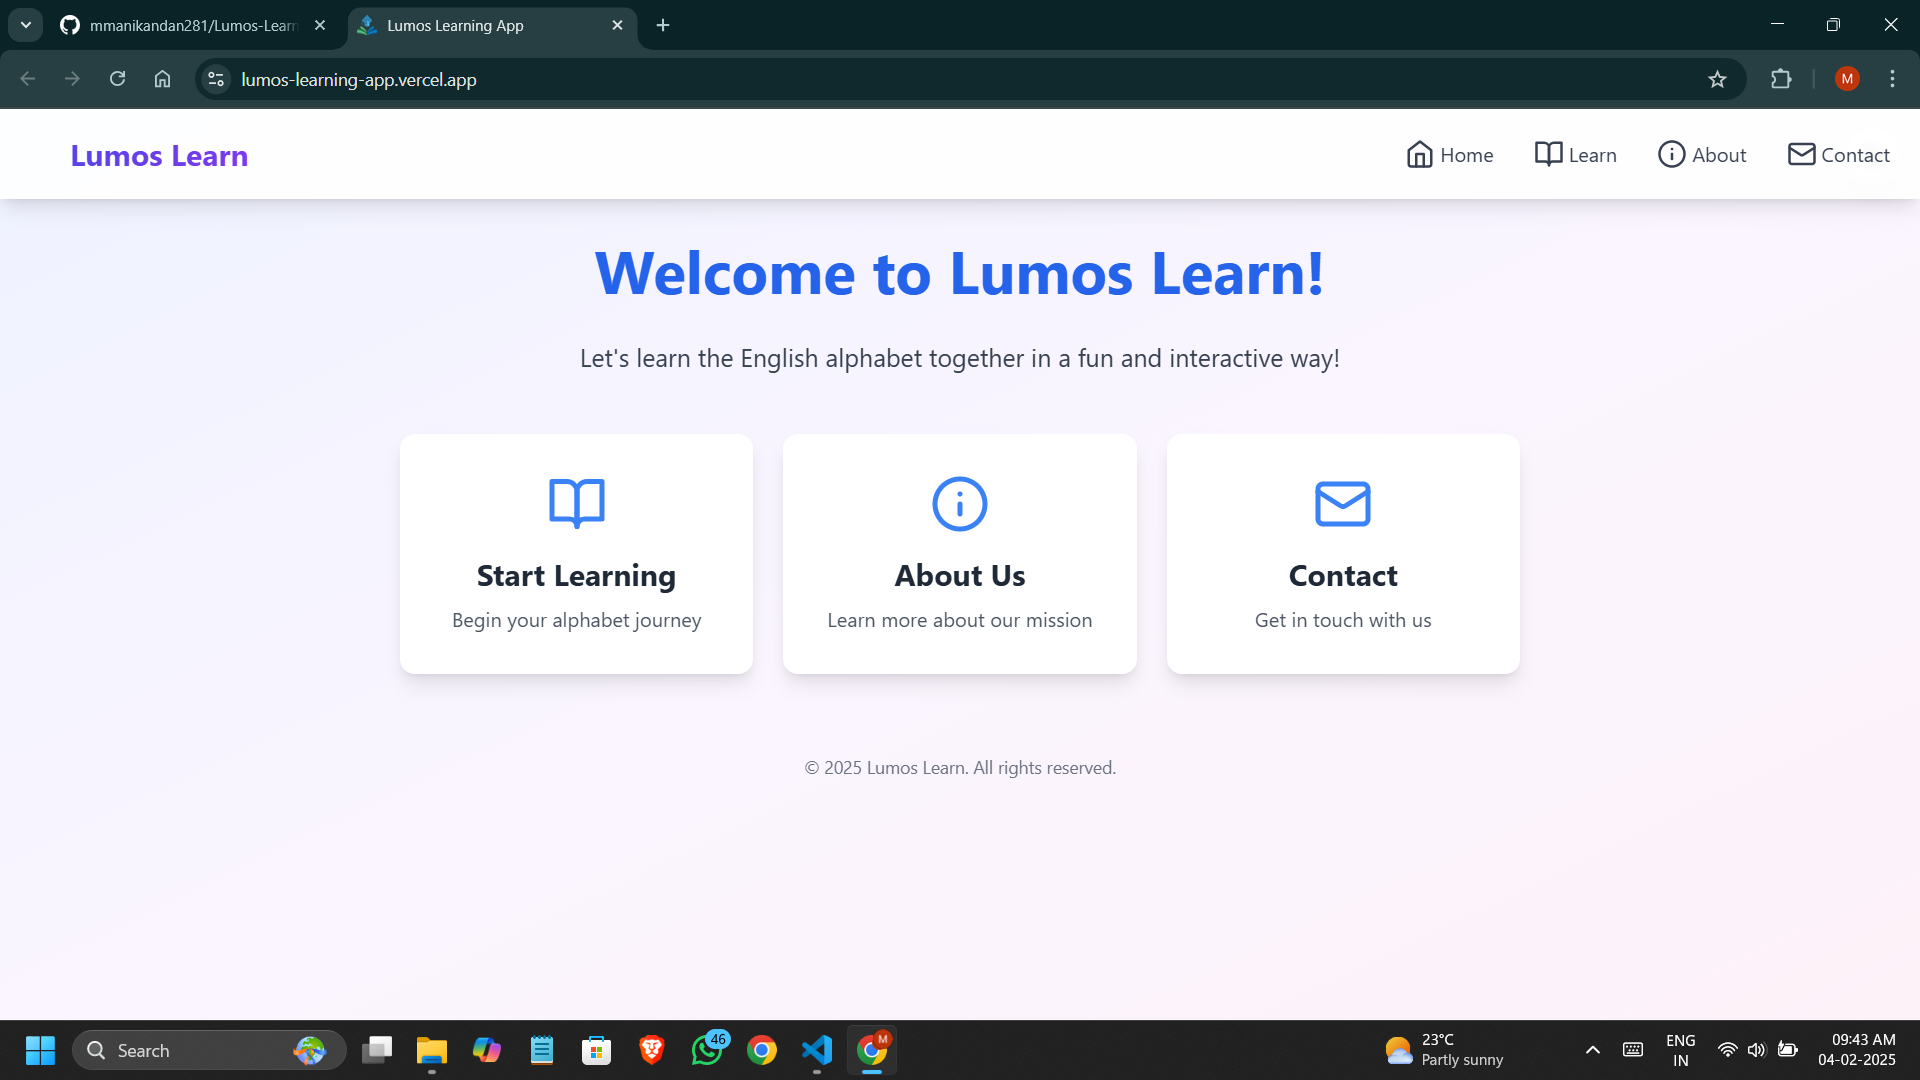 mmanikandan281/Lumos-Learn
Lumos Learning App
lumos-learning-app.vercel.app
M
Lumos Learn
Home
Learn
About
Contact
Welcome to Lumos Learn!
Let's learn the English alphabet together in a fun and interactive way!
Start Learning
Begin your alphabet journey
About Us
Learn more about our mission
Contact
Get in touch with us
© 2025 Lumos Learn. All rights reserved.
Search
46
M
23°C
Partly sunny
ENG
IN
09:43 AM
04-02-2025